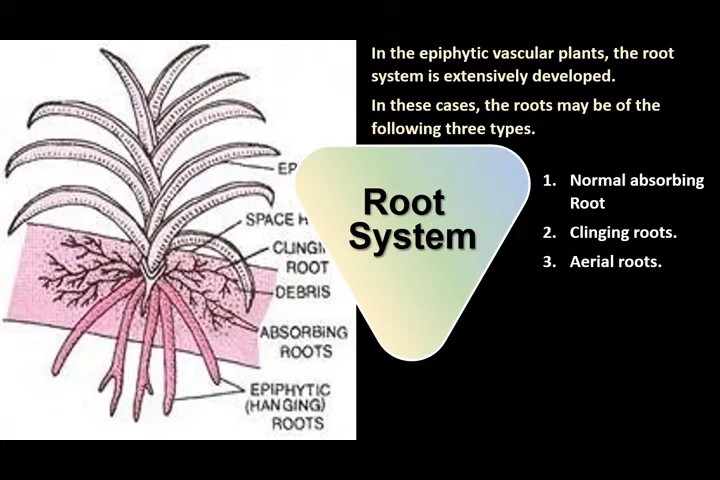 In the epiphytic vascular plants, the root
system is extensively developed.
In these cases, the roots may be of the
following three types.
Root
System
1. Normal absorbing
Root
2. Clinging roots.
3. Aerial roots.
SPACE
ROOT
DEBRIS
ABSORBING
ROOTS
EPIPHYTIC
(HANGING)
ROOTS